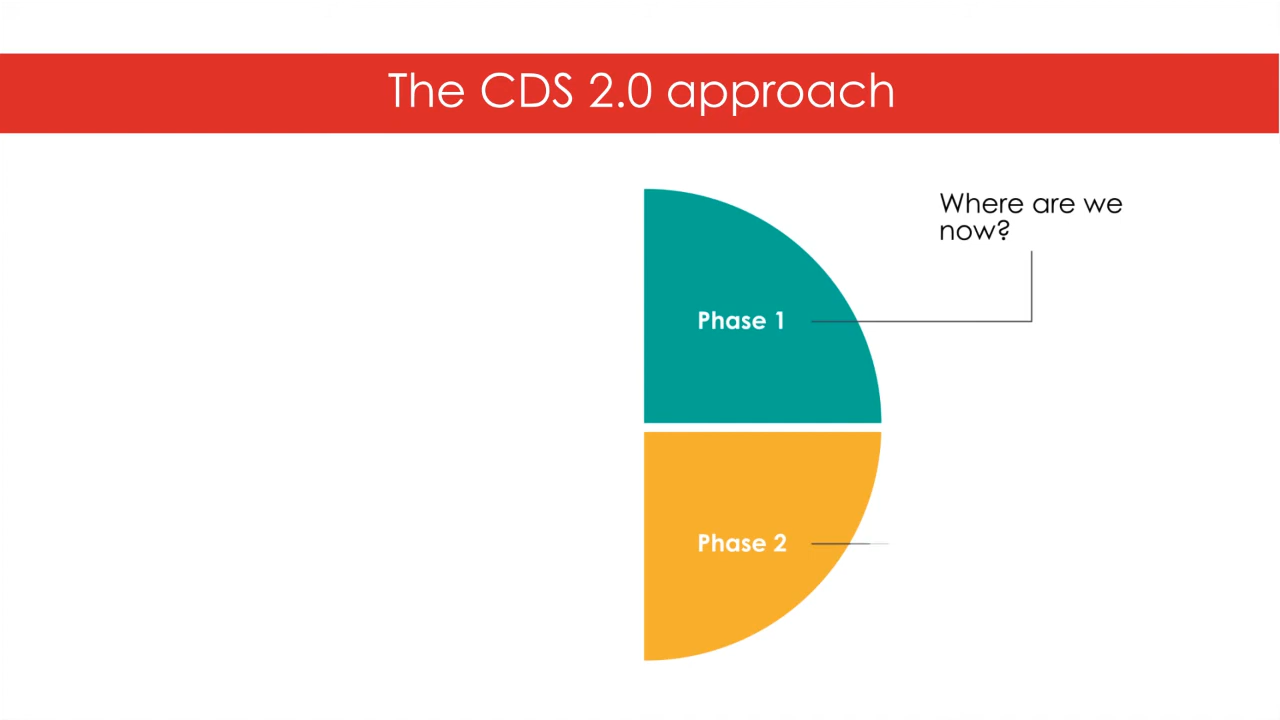 The CDS 2.0 approach
Where are we
now?
Phase 1
Phase 2